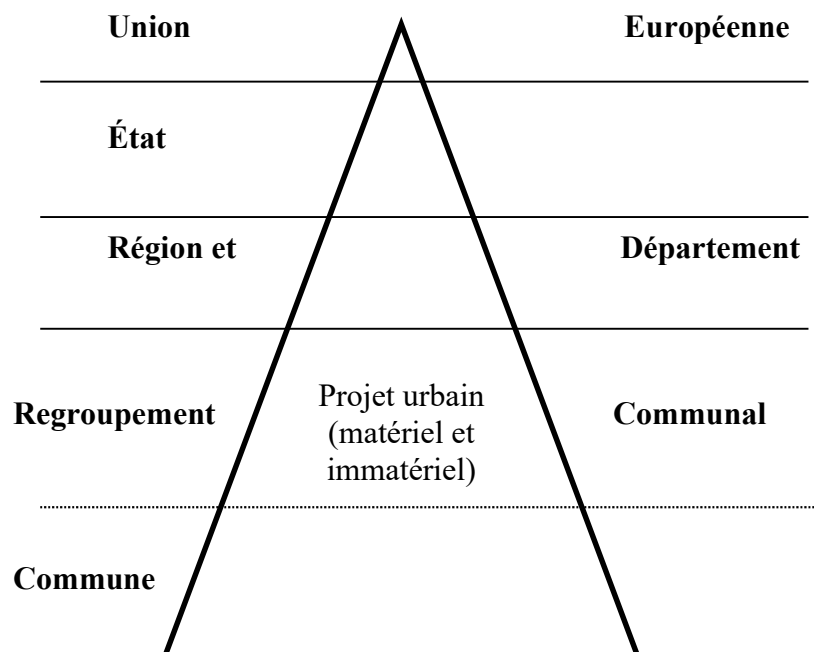 Union Européenne
État
Région et Département
Projet urbain
Regroupement (matériel et Communal
immatériel)
Commune